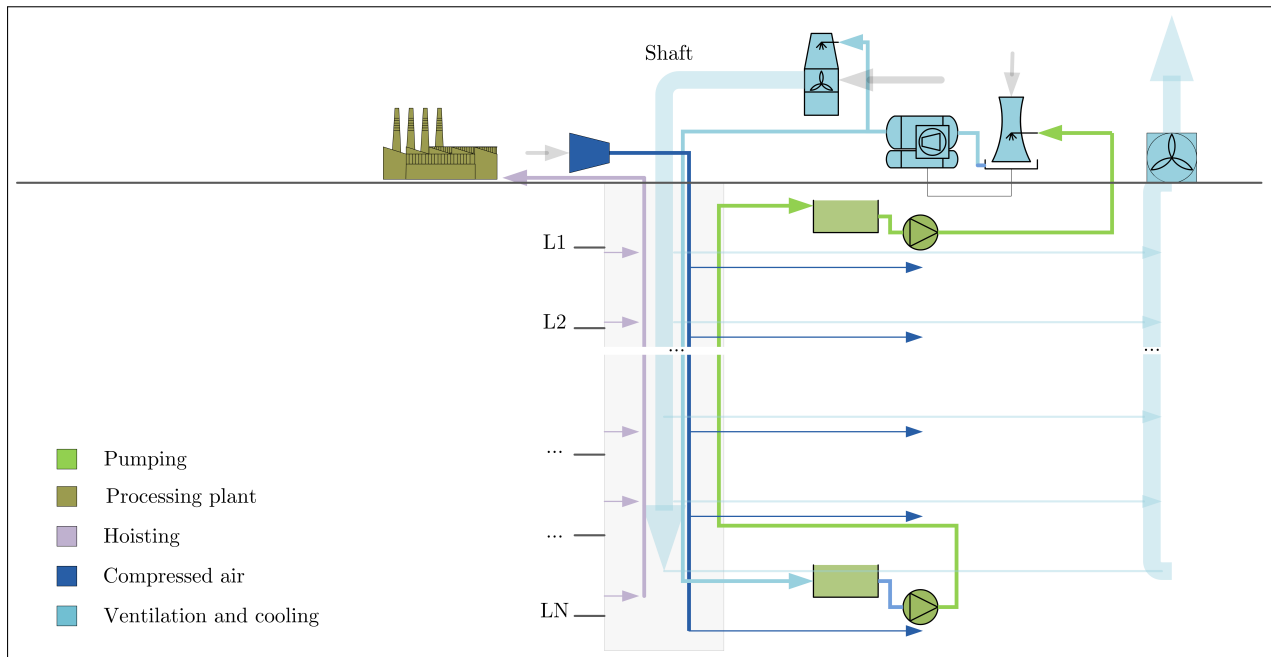 Shaft
L1
L2
...
...
...
...
LN
Pumping
Processing plant
Hoisting
Compressed air
Ventilation and cooling